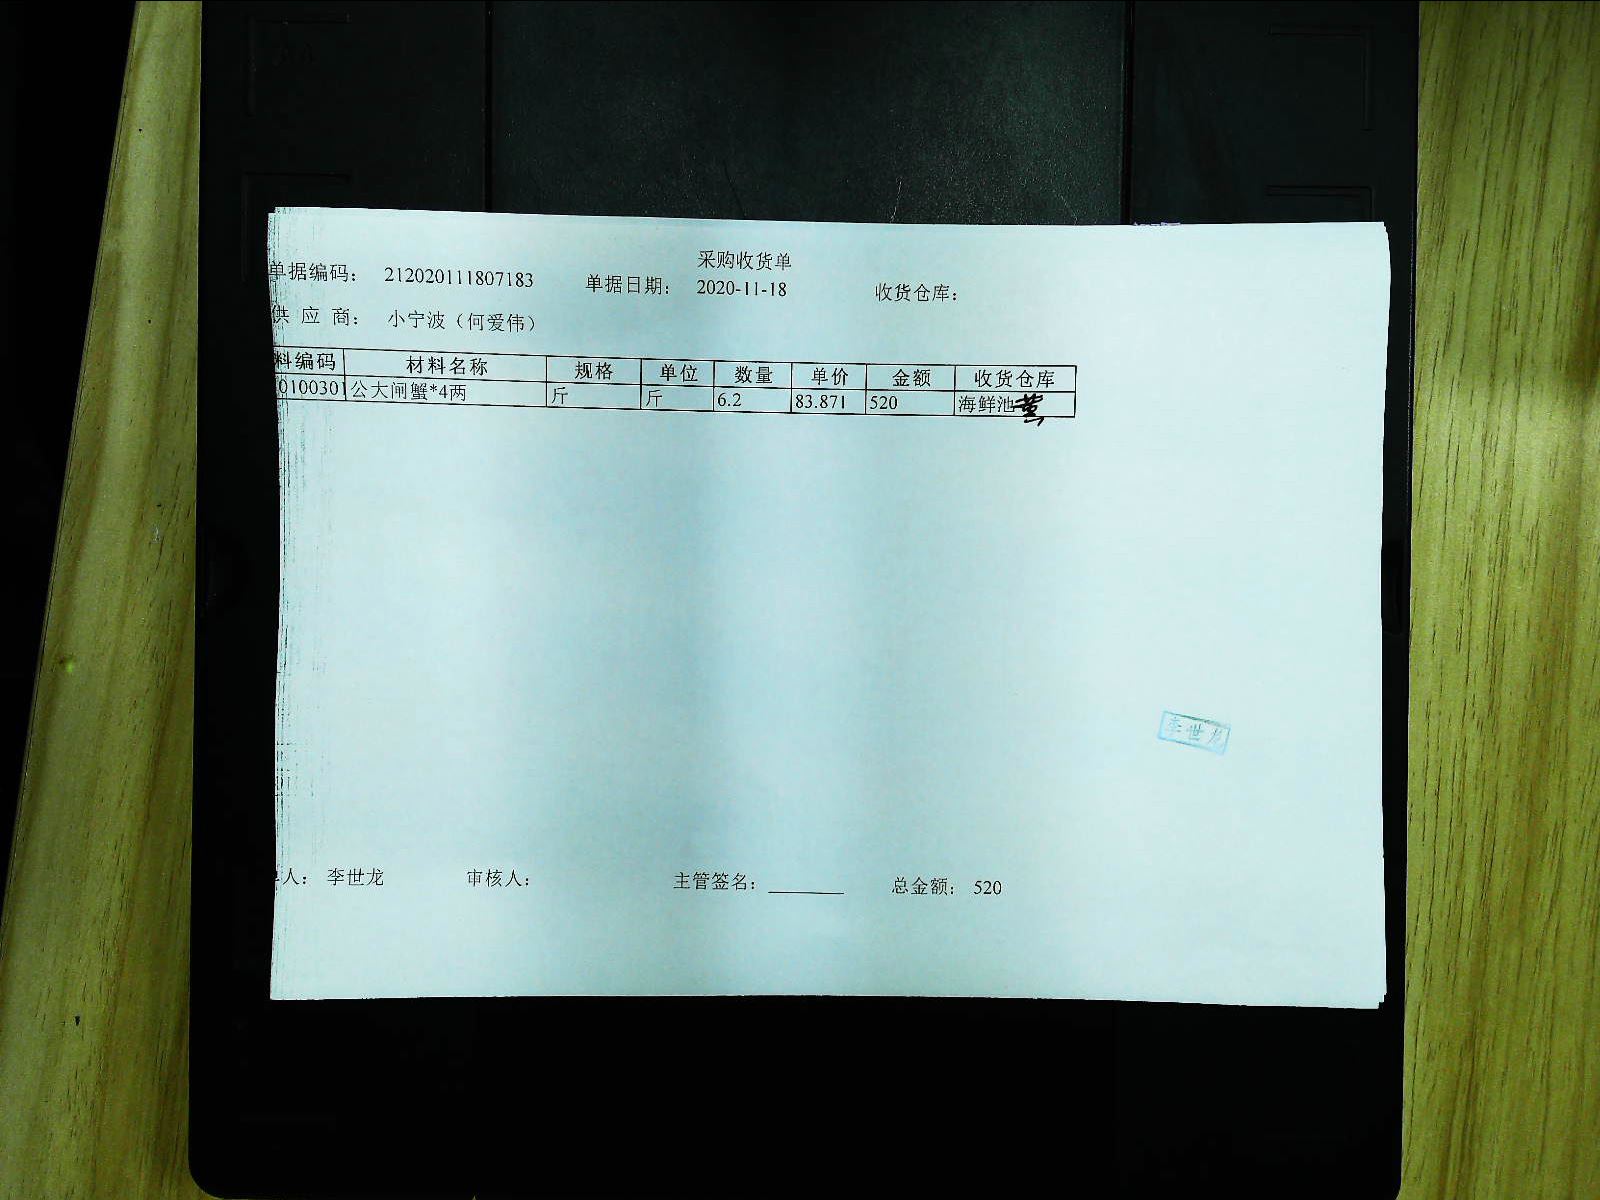 采购收货单
单据编码： 212020111807183 单据日期： 2020-11-18 收货仓库：
供 应 商： 小宁波（何爱伟）
料编码 材料名称 规格 单位 数量 单价 金额 收货仓库
0100301 公大闸蟹*4两 斤 斤 6.2 83.871 520 海鲜池
李世龙
人： 李世龙 审核人： 主管签名： 总金额： 520